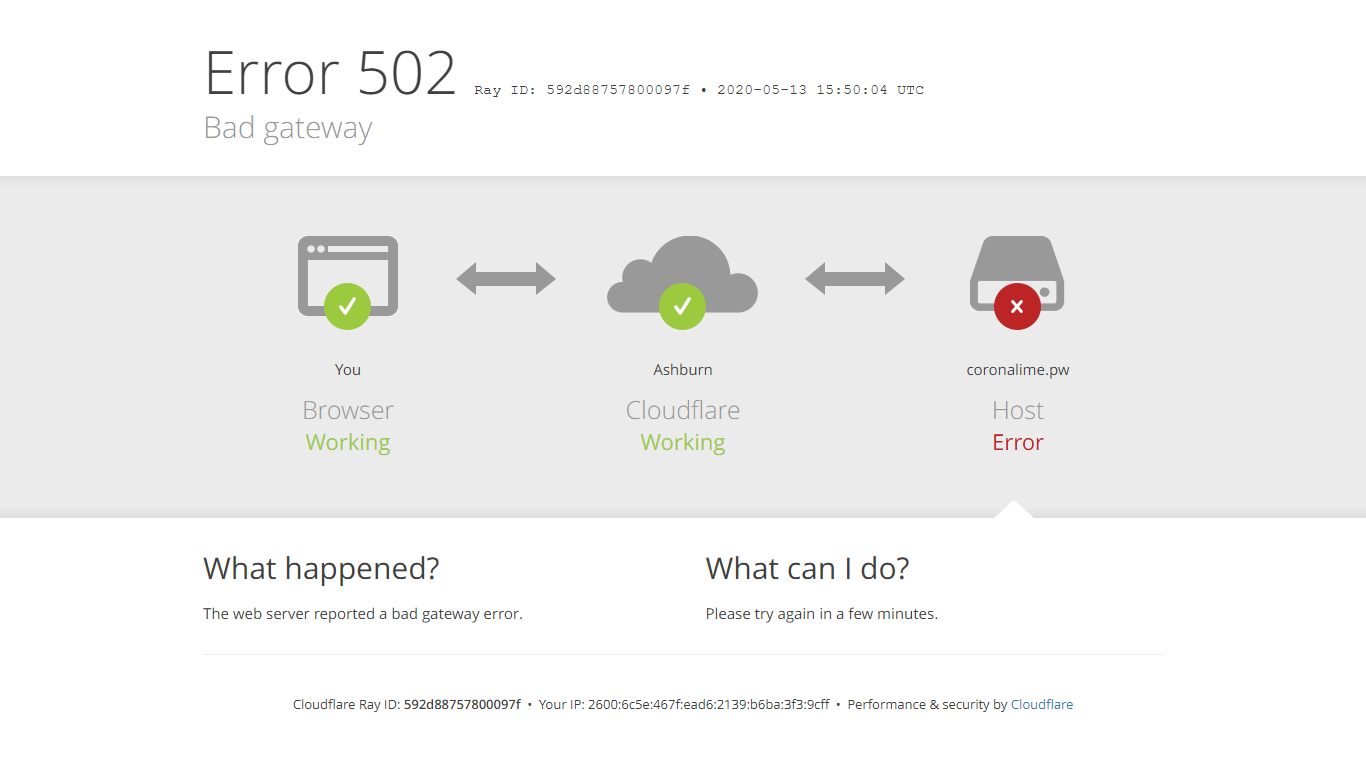 Error 502 Ray ID: 592d88757800097f • 2020-05-13 15:50:04 UTC
Bad gateway
You
Browser
Working
Ashburn
Cloudflare
Working
coronalime.pw
Host
Error
What happened?
The web server reported a bad gateway error.
What can I do?
Please try again in a few minutes.
Cloudflare Ray ID: 592d88757800097f • Your IP: 2600:6c5e:467f:ead6:2139:b6ba:3f3:9cff • Performance & security by Cloudflare